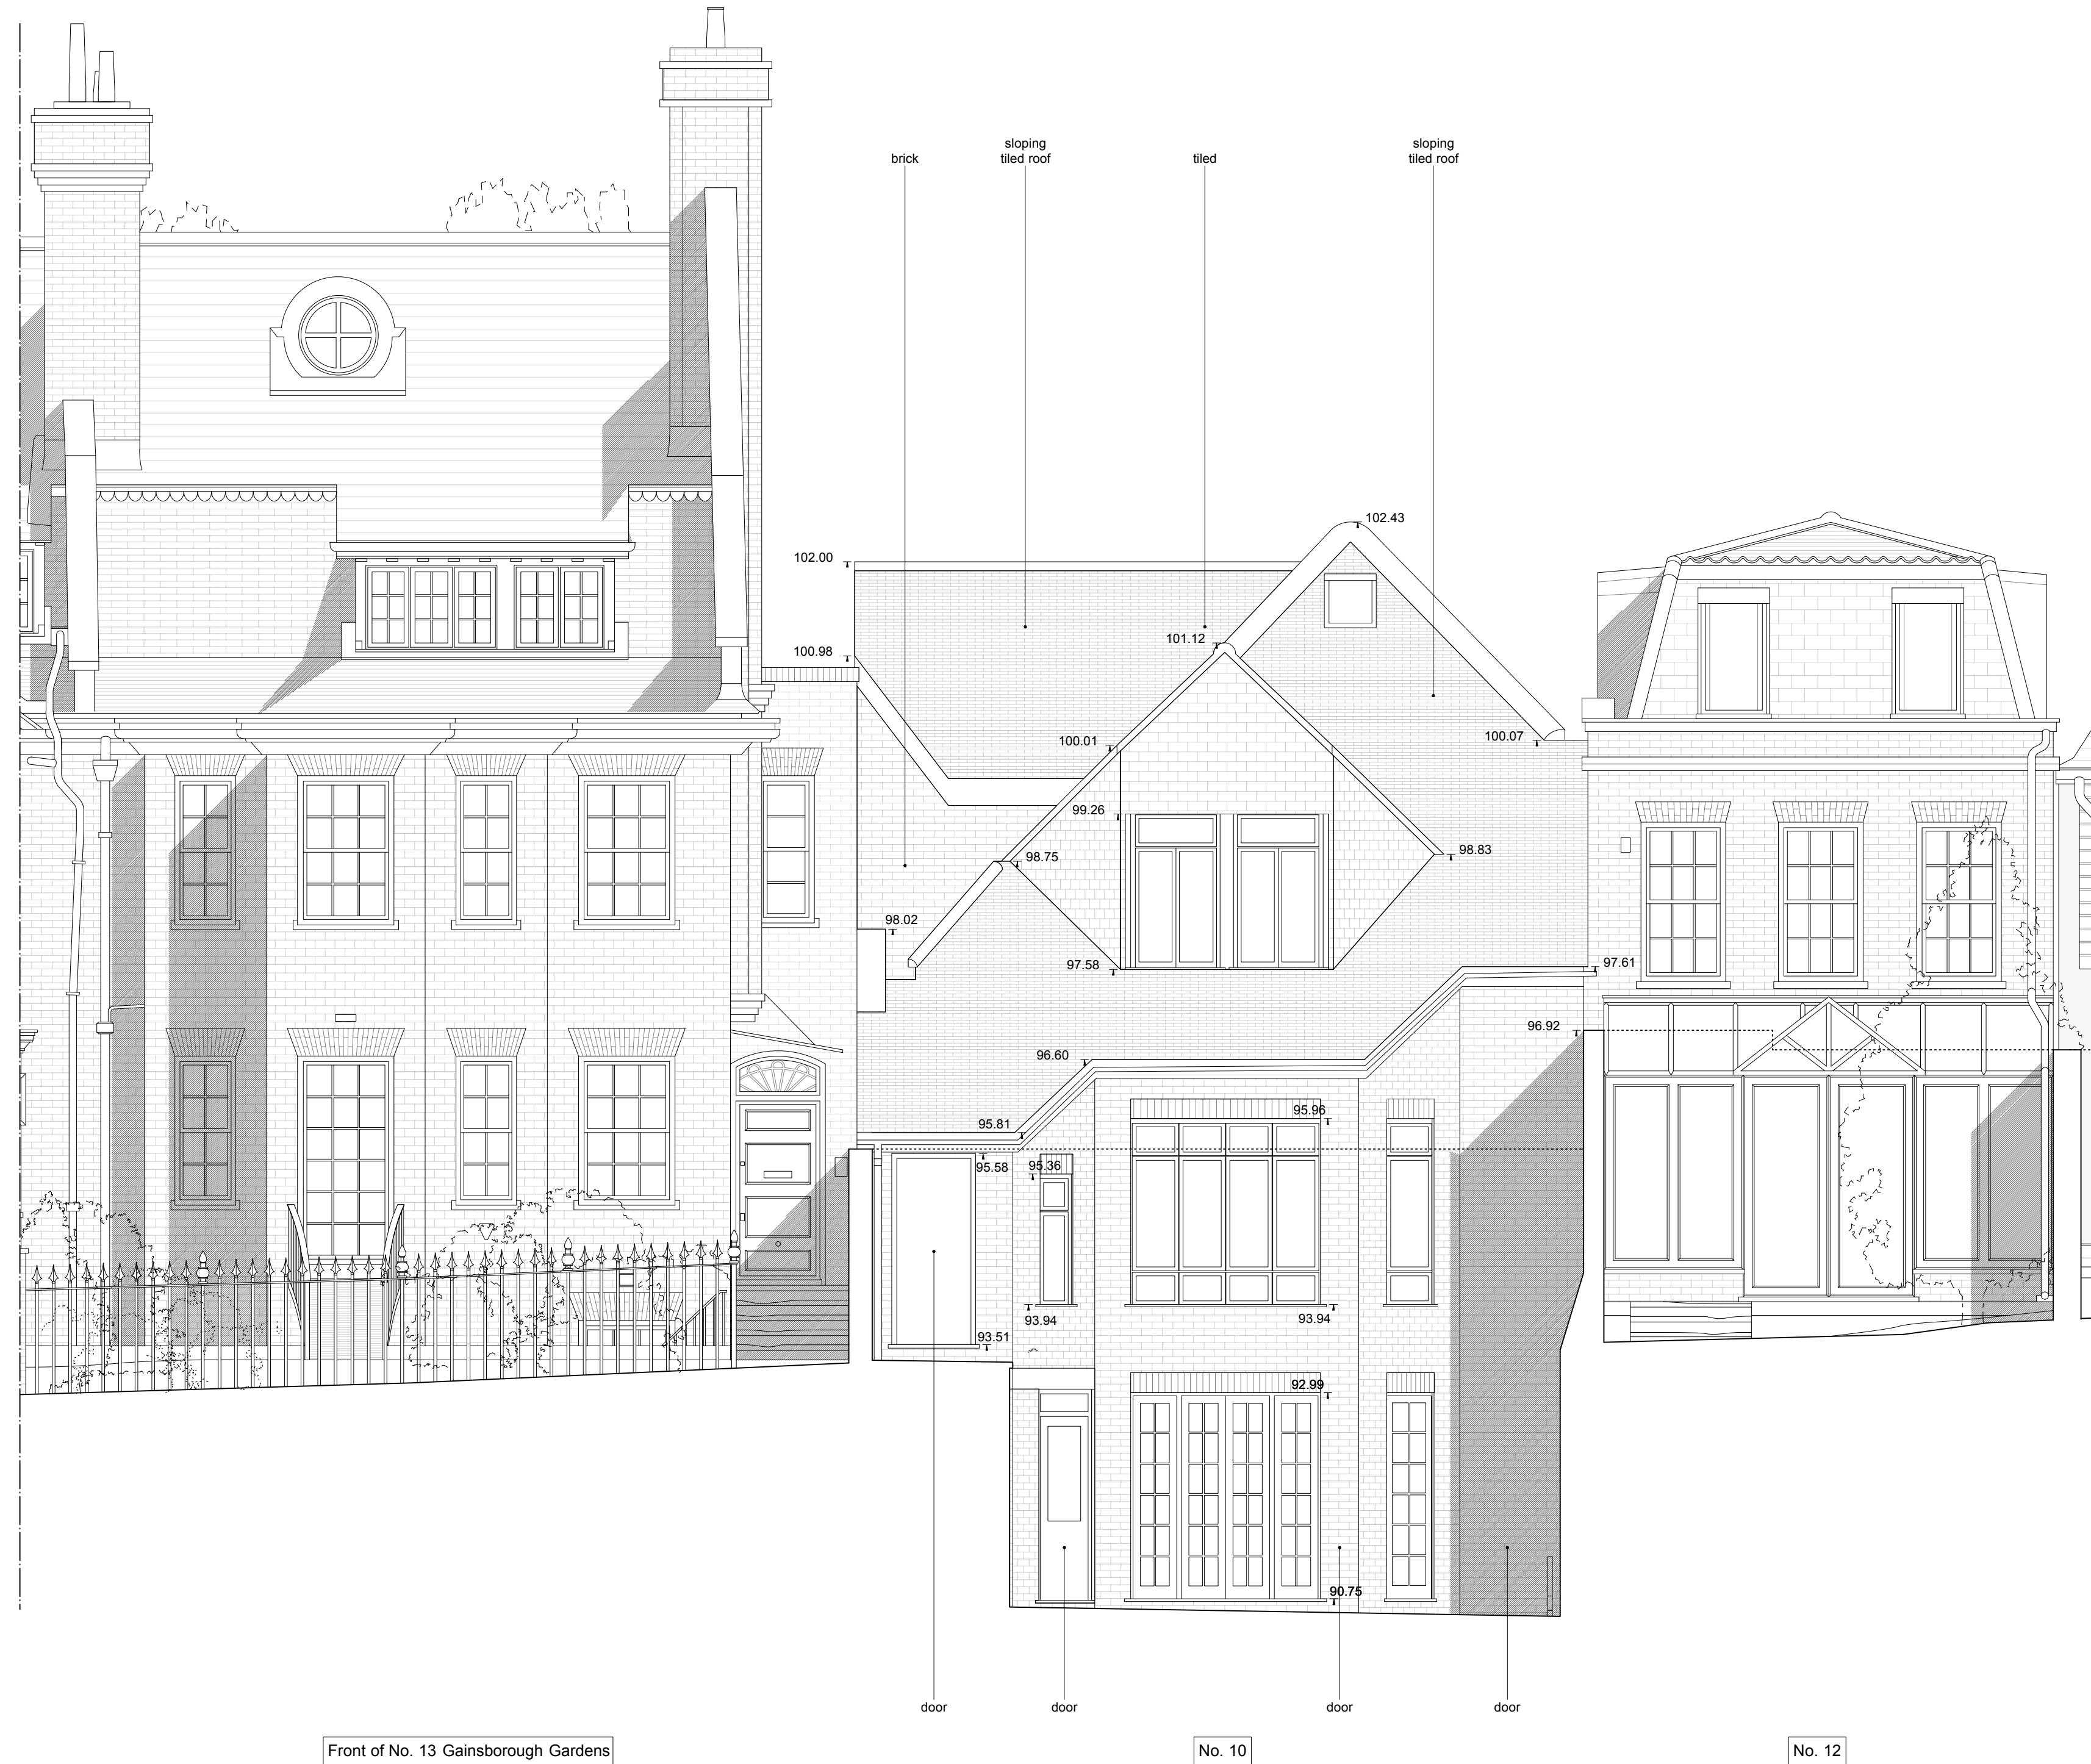 brick
sloping
tiled roof
tiled
sloping
tiled roof
102.43
102.00
101.12
100.98
100.07
100.01
99.26
98.75
98.83
98.02
97.58
97.61
96.92
96.60
95.96
95.81
95.58
95.36
93.94
93.94
93.51
92.99
90.75
door
door
door
door
Front of No. 13 Gainsborough Gardens
No. 10
No. 12